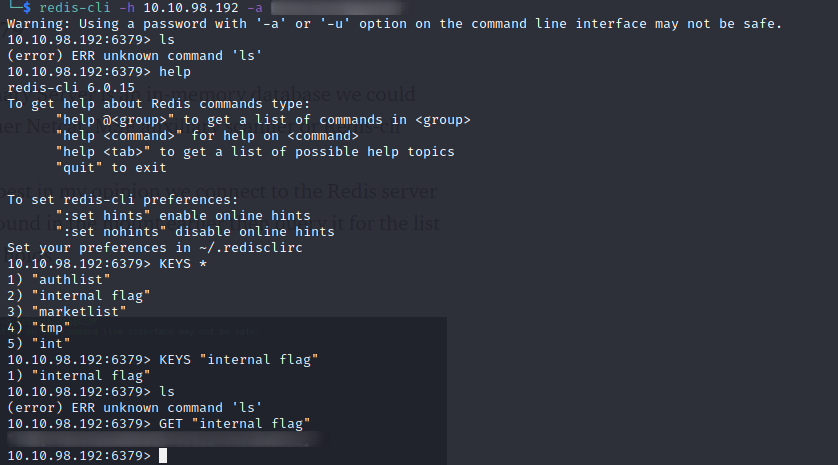 └─$ redis-cli -h 10.10.98.192 -a
Warning: Using a password with '-a' or '-u' option on the command line interface may not be safe.
10.10.98.192:6379> ls
(error) ERR unknown command 'ls'
10.10.98.192:6379> help
redis-cli 6.0.15
To get help about Redis commands type:
      "help @<group>" to get a list of commands in <group>
      "help <command>" for help on <command>
      "help <tab>" to get a list of possible help topics
      "quit" to exit

To set redis-cli preferences:
      ":set hints" enable online hints
      ":set nohints" disable online hints
Set your preferences in ~/.redisclirc
10.10.98.192:6379> KEYS *
1) "authlist"
2) "internal flag"
3) "marketlist"
4) "tmp"
5) "int"
10.10.98.192:6379> KEYS "internal flag"
1) "internal flag"
10.10.98.192:6379> ls
(error) ERR unknown command 'ls'
10.10.98.192:6379> GET "internal flag"
10.10.98.192:6379>